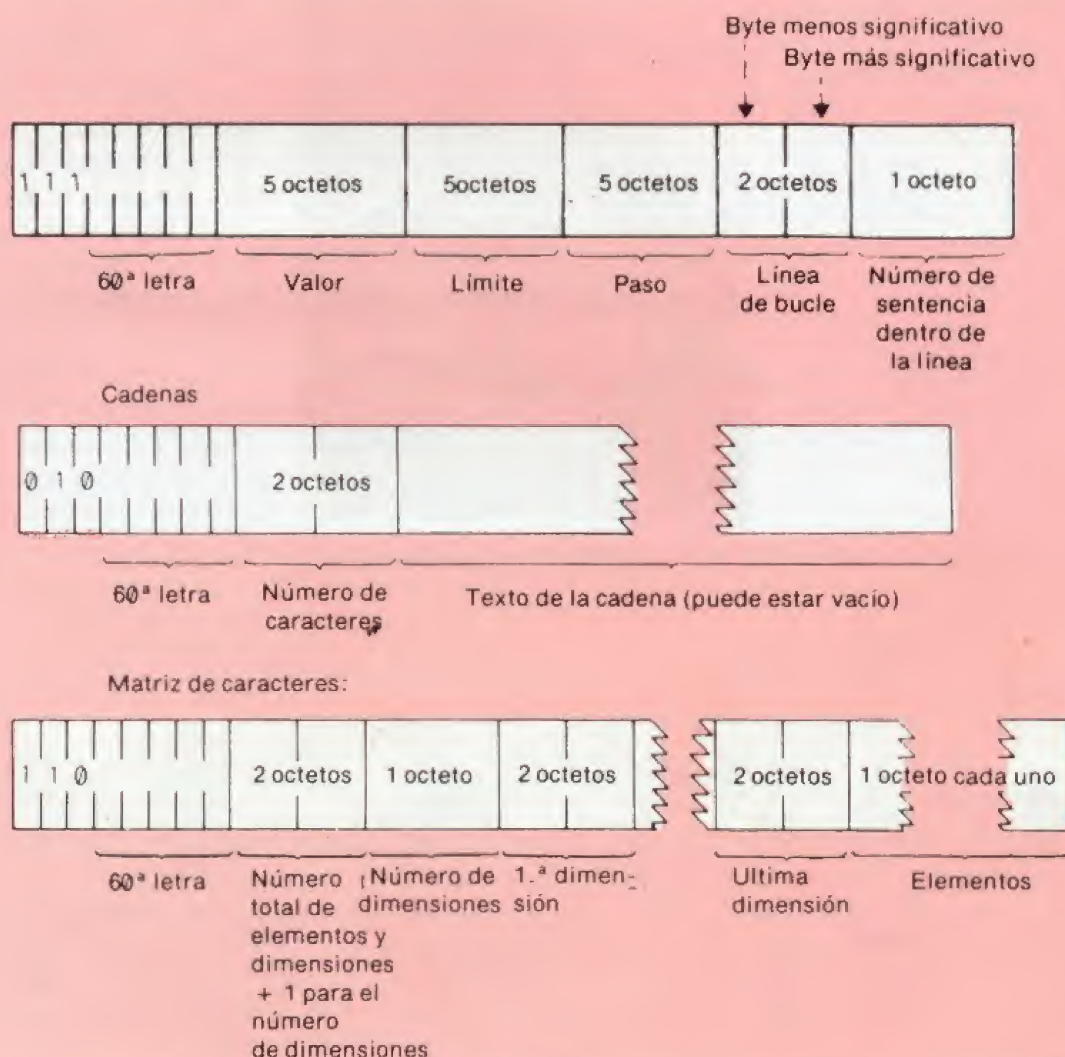 Byte menos significativo
Byte más significativo
1 1 1
5 octetos
5octetos
5 octetos
2 octetos
1 octeto
60ª letra
Valor
Límite
Paso
Línea
de bucle
Número de
sentencia
dentro de
la línea
Cadenas
0 1 0
2 octetos
60ª letra
Número de
caracteres
Texto de la cadena (puede estar vacío)
Matriz de caracteres:
1 1 0
2 octetos
1 octeto
2 octetos
2 octetos
1 octeto cada uno
60ª letra
Número
total de
elementos y
dimensiones
+ 1 para el
número
de dimensiones
Número de
dimensiones
1.ª dimen-
sión
Ultima
dimensión
Elementos